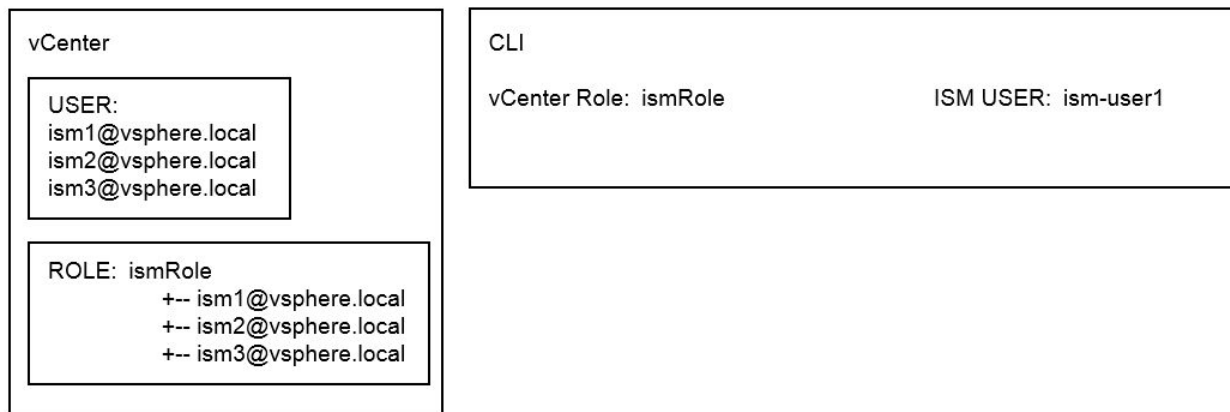 vCenter
USER:
ism1@vsphere.local
ism2@vsphere.local
ism3@vsphere.local
ROLE: ismRole
+-- ism1@vsphere.local
+-- ism2@vsphere.local
+-- ism3@vsphere.local
CLI
vCenter Role: ismRole ISM USER: ism-user1